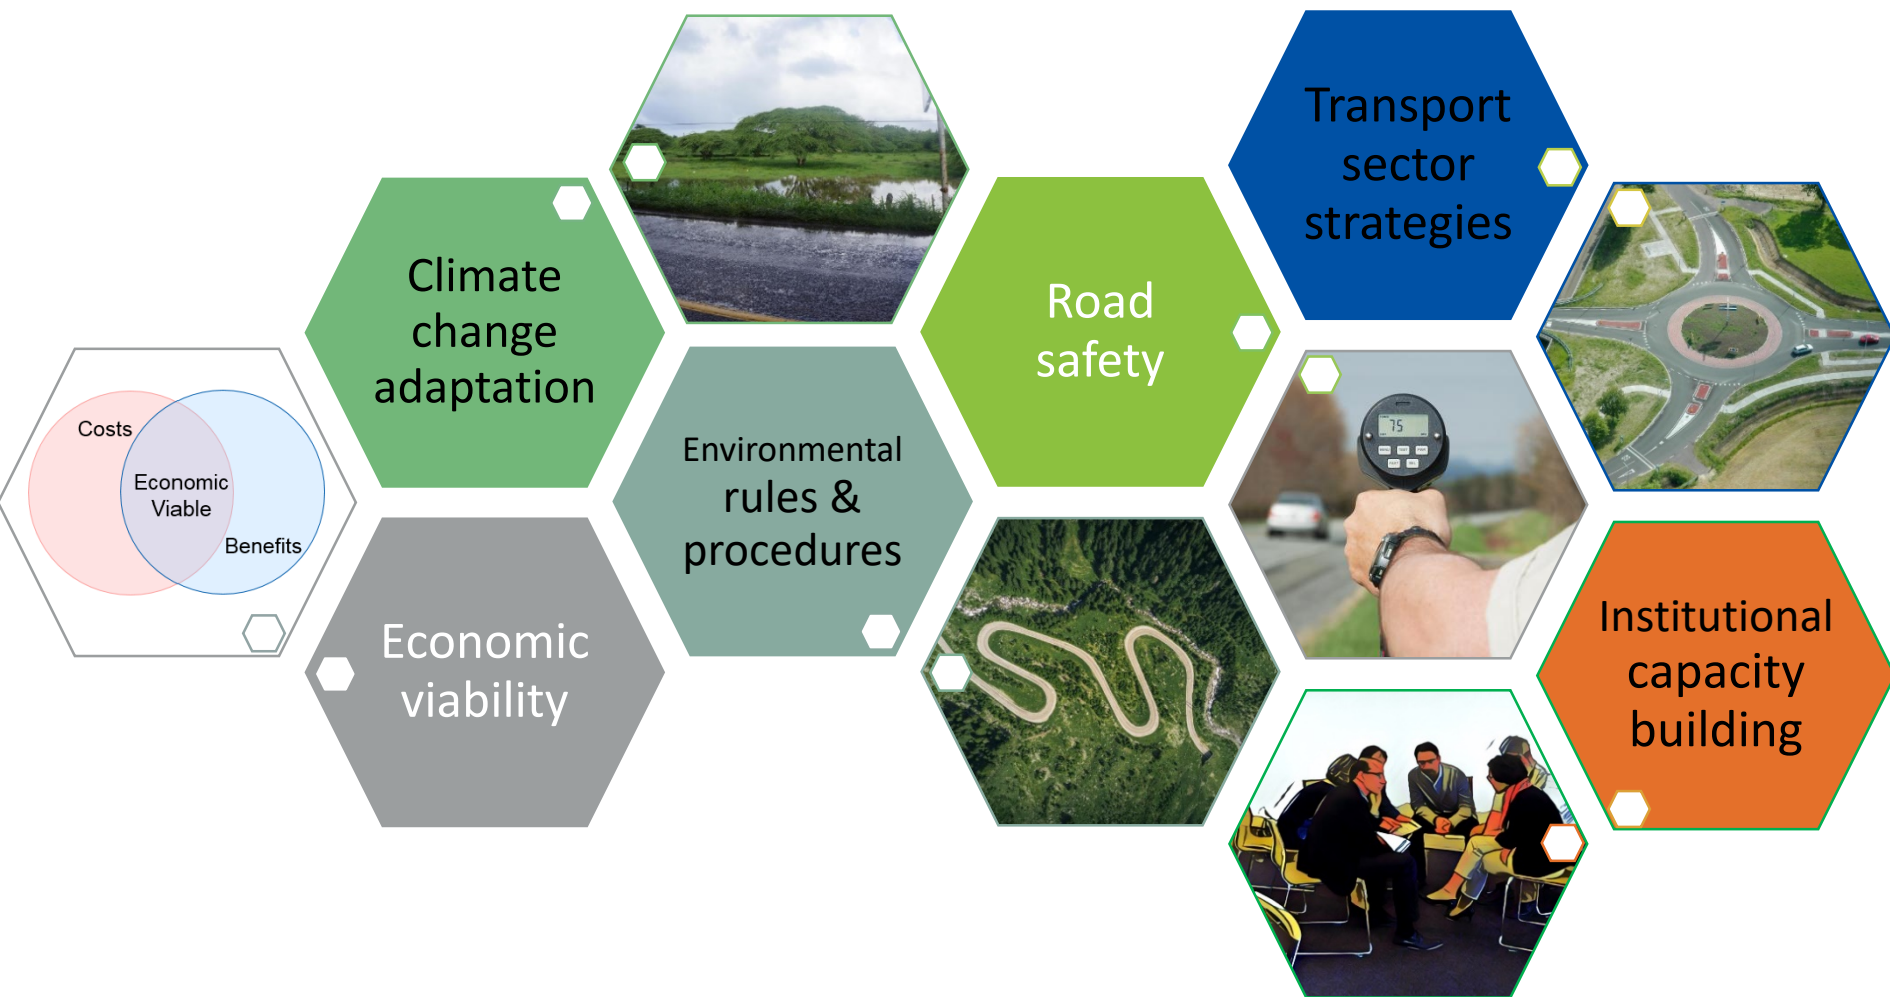 Costs
Economic
Viable
Benefits
Climate
change
adaptation
Economic
viability
Environmental
rules &
procedures
Road
safety
Transport
sector
strategies
75
Institutional
capacity
building